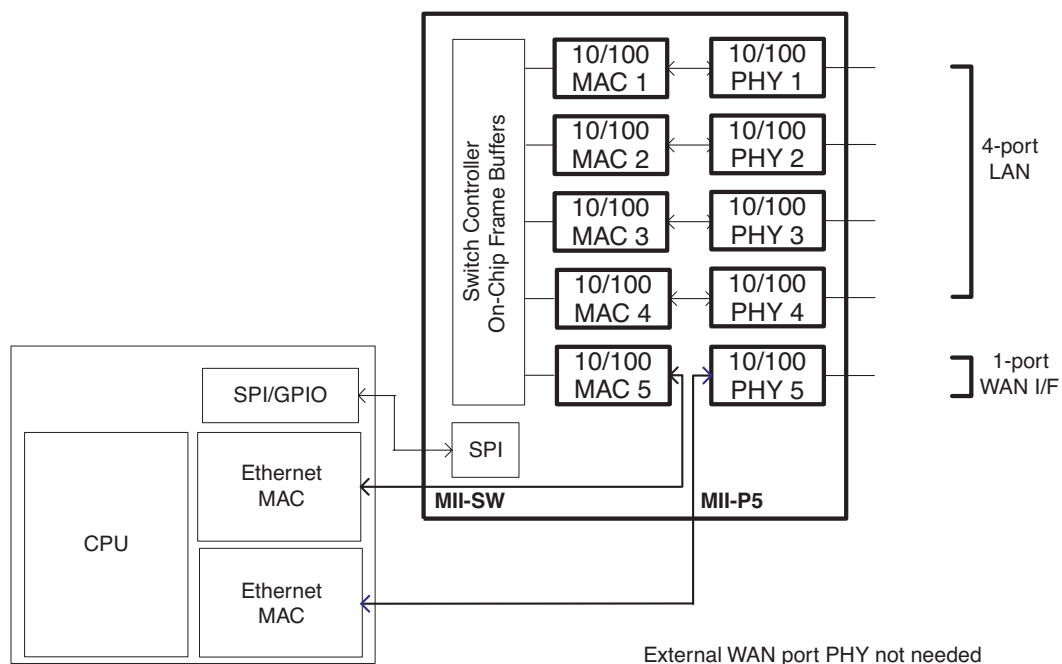 10/100
MAC 1
10/100
PHY 1
10/100
MAC 2
10/100
PHY 2
10/100
MAC 3
10/100
PHY 3
10/100
MAC 4
10/100
PHY 4
10/100
MAC 5
10/100
PHY 5
Switch Controller
On-Chip Frame Buffers
4-port
LAN
1-port
WAN I/F
SPI/GPIO
SPI
Ethernet
MAC
MII-SW
MII-P5
CPU
Ethernet
MAC
External WAN port PHY not needed